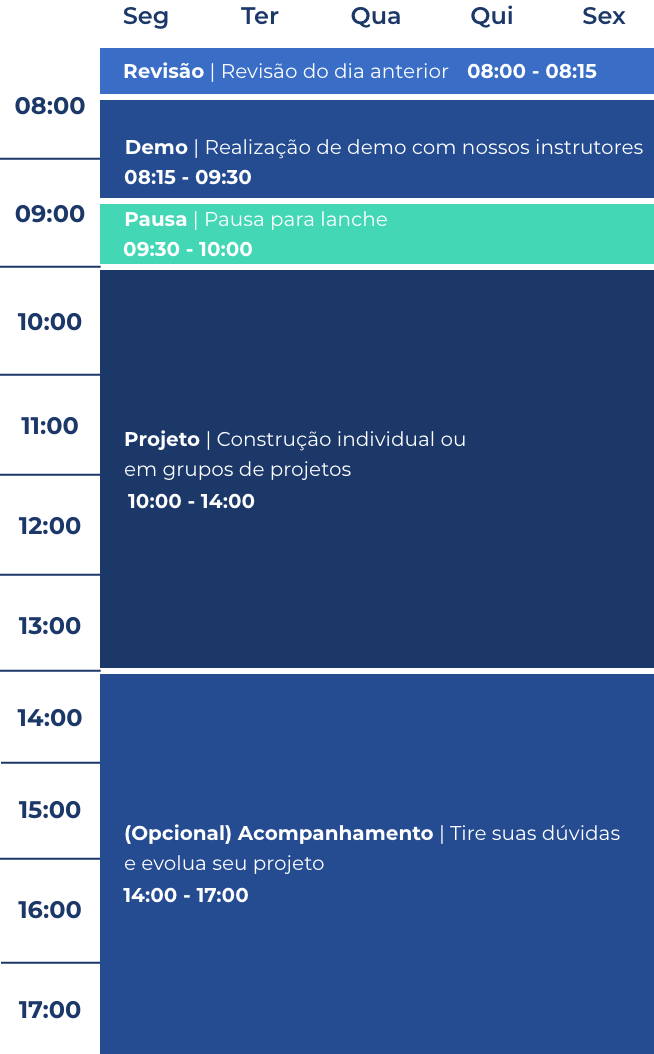 Seg Ter Qua Qui Sex
Revisão | Revisão do dia anterior 08:00 - 08:15
08:00
Demo | Realização de demo com nossos instrutores
08:15 - 09:30
09:00
Pausa | Pausa para lanche
09:30 - 10:00
10:00
11:00
Projeto | Construção individual ou
em grupos de projetos
10:00 - 14:00
12:00
13:00
14:00
15:00
(Opcional) Acompanhamento | Tire suas dúvidas
e evolua seu projeto
14:00 - 17:00
16:00
17:00